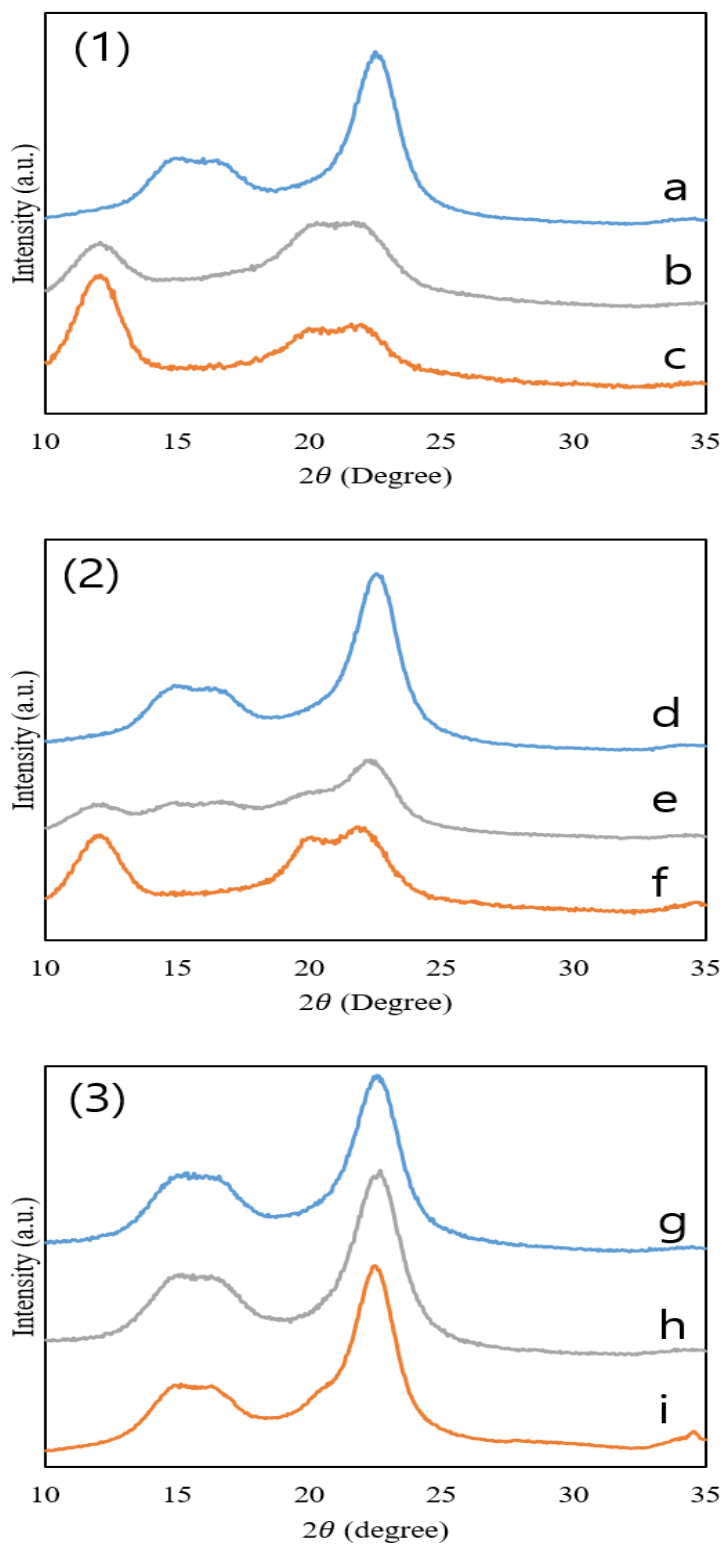 (1)
Intensity (a.u.)
a
b
c
10 15 20 25 30 35
2θ (Degree)
(2)
Intensity (a.u.)
d
e
f
10 15 20 25 30 35
2θ (Degree)
(3)
Intensity (a.u.)
g
h
i
10 15 20 25 30 35
2θ (degree)